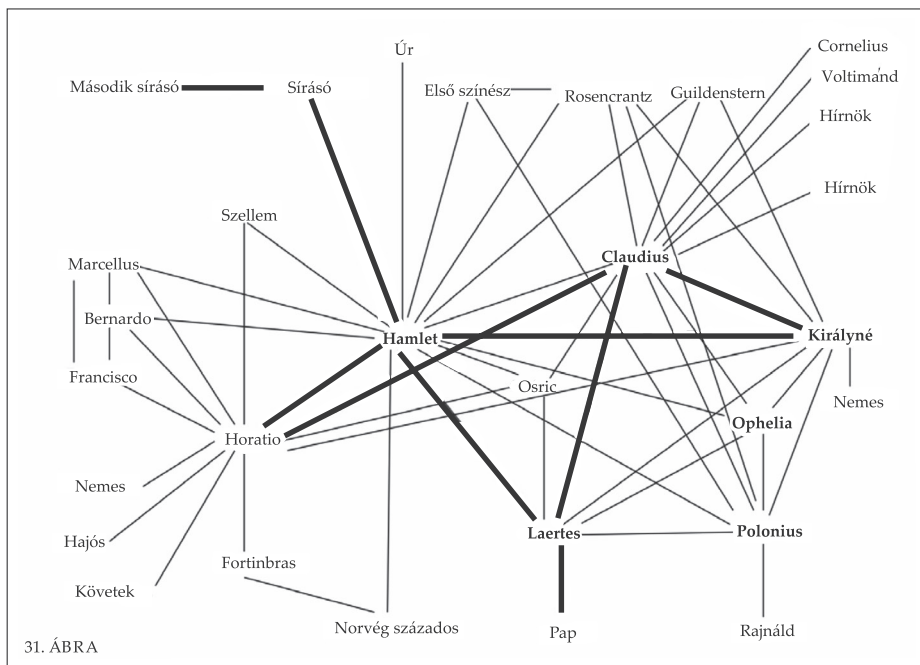 Úr
Cornelius
Voltimand
Második sírásó
Sírásó
Első színész
Rosencrantz
Guildenstern
Hírnök
Hírnök
Szellem
Marcellus
Claudius
Bernardo
Hamlet
Királyné
Francisco
Osric
Nemes
Ophelia
Horatio
Nemes
Laertes
Polonius
Hajós
Fortinbras
Követek
Norvég százados
Pap
Rajnáld
31. ÁBRA